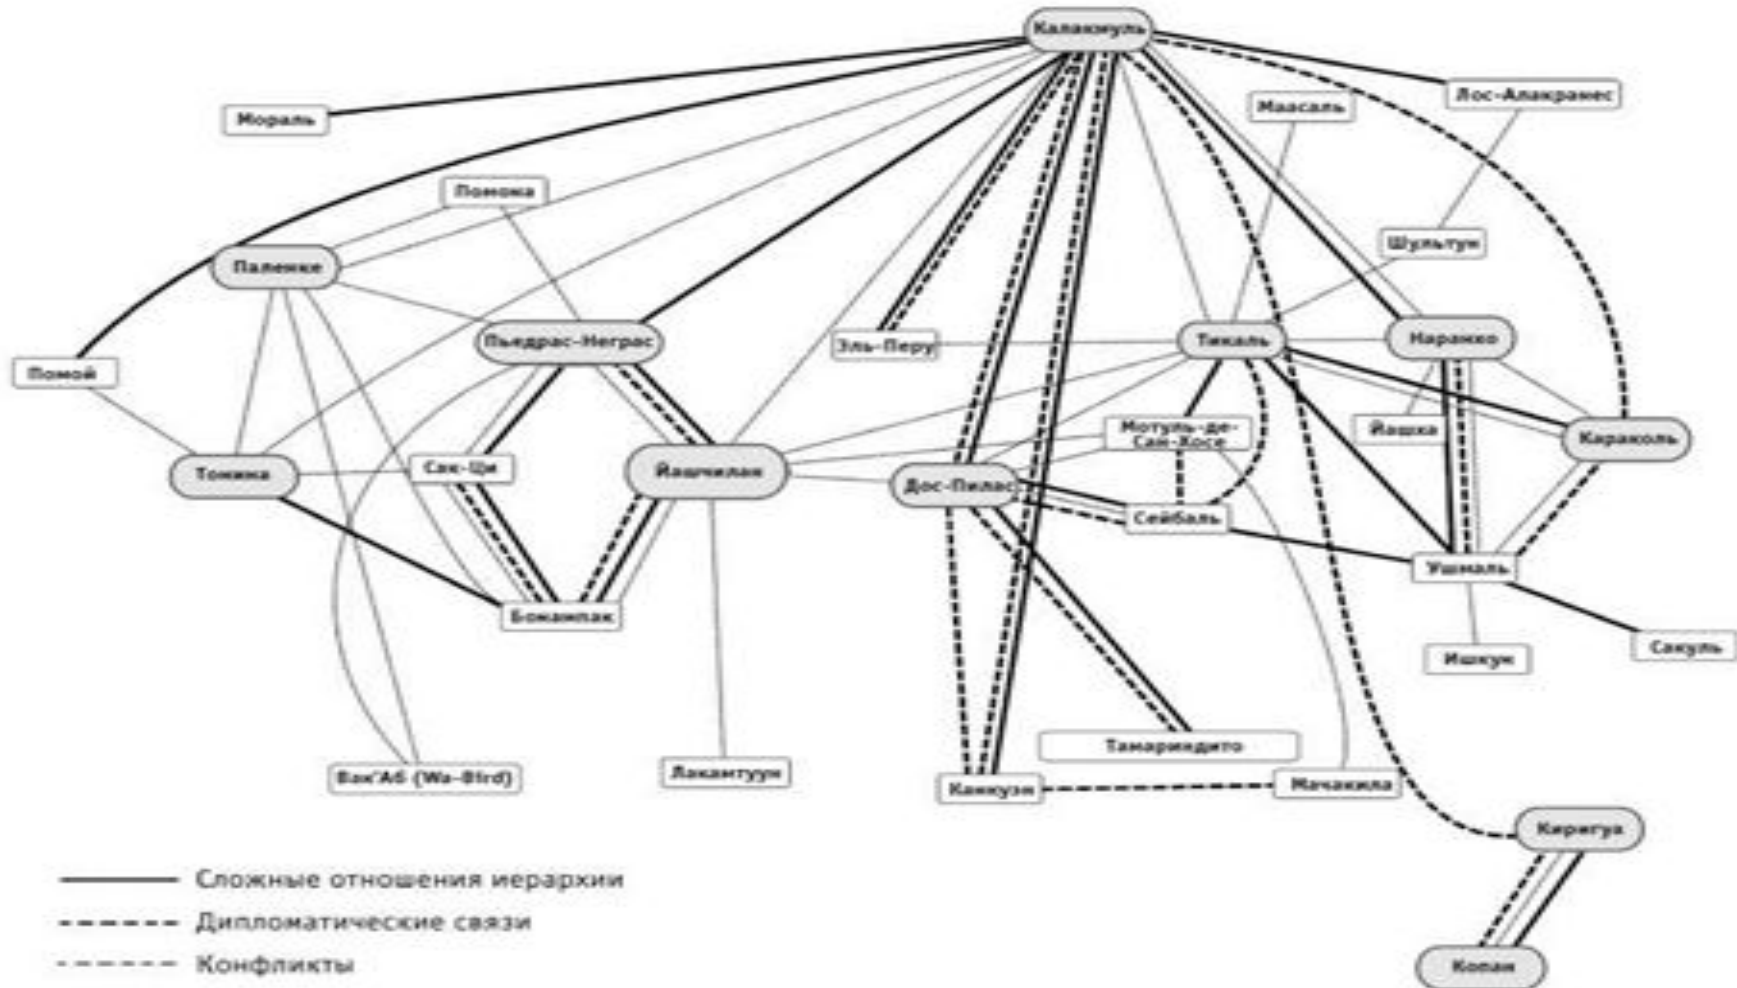 Калакмуль
Лос-Алакранес
Маасаль
Мораль
Помона
Шультун
Паленке
Пьедрас-Неграс
Эль-Перу
Тикаль
Наранхо
Помой
Мотуль-де-
Сан-Хосе
Йашха
Караколь
Тонина
Сак-Ци
Йашчилан
Дос-Пилас
Сейбаль
Ушмаль
Бонампак
Сакуль
Ишкун
Тамариндито
Вак'Аб (Wa-Bird)
Лакамтуун
Канкуэн
Мачакила
Киригуа
Сложные отношения иерархии
Дипломатические связи
Конфликты
Копан